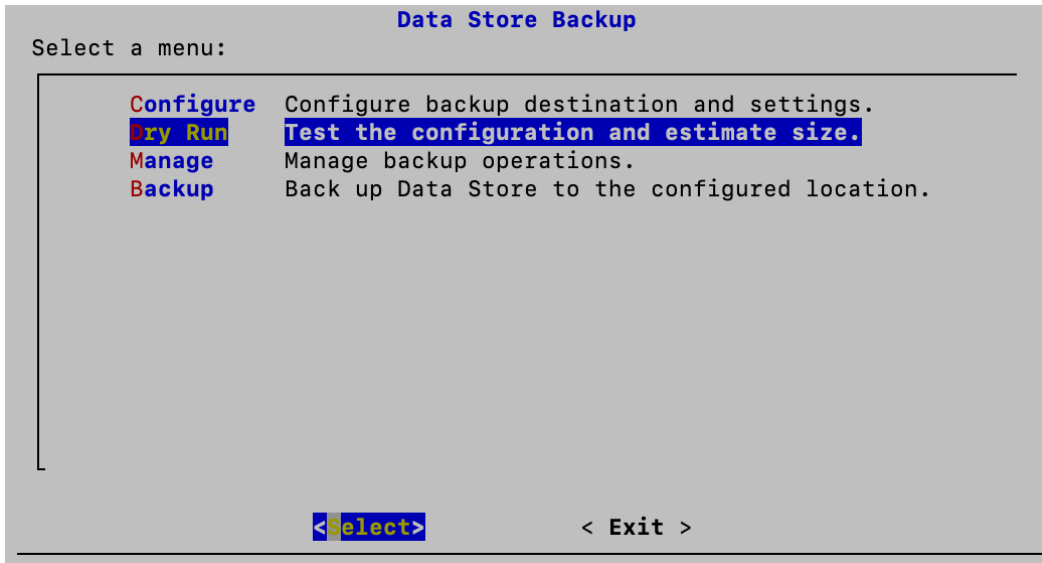 Data Store Backup
Select a menu:
Configure Configure backup destination and settings.
Dry Run Test the configuration and estimate size.
Manage Manage backup operations.
Backup Back up Data Store to the configured location.
<Select> < Exit >